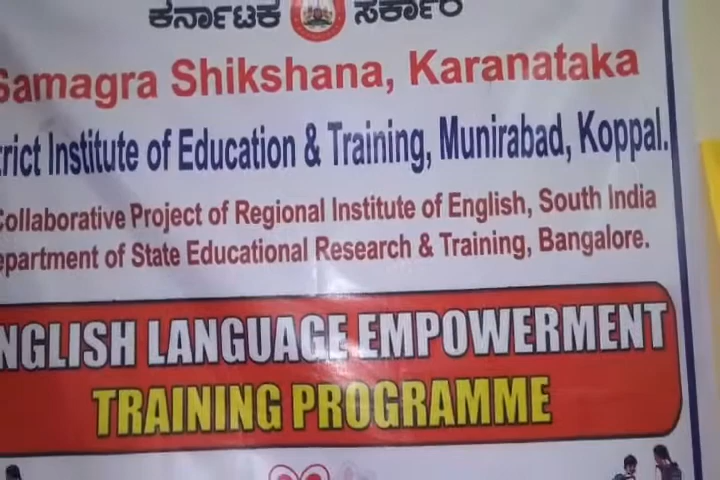 ಕರ್ನಾಟಕ ಸರ್ಕಾರ
Samagra Shikshana, Karanataka
trict Institute of Education & Training, Munirabad, Koppal.
Collaborative Project of Regional Institute of English, South India
epartment of State Educational Research & Training, Bangalore.
NGLISH LANGUAGE EMPOWERMENT
TRAINING PROGRAMME